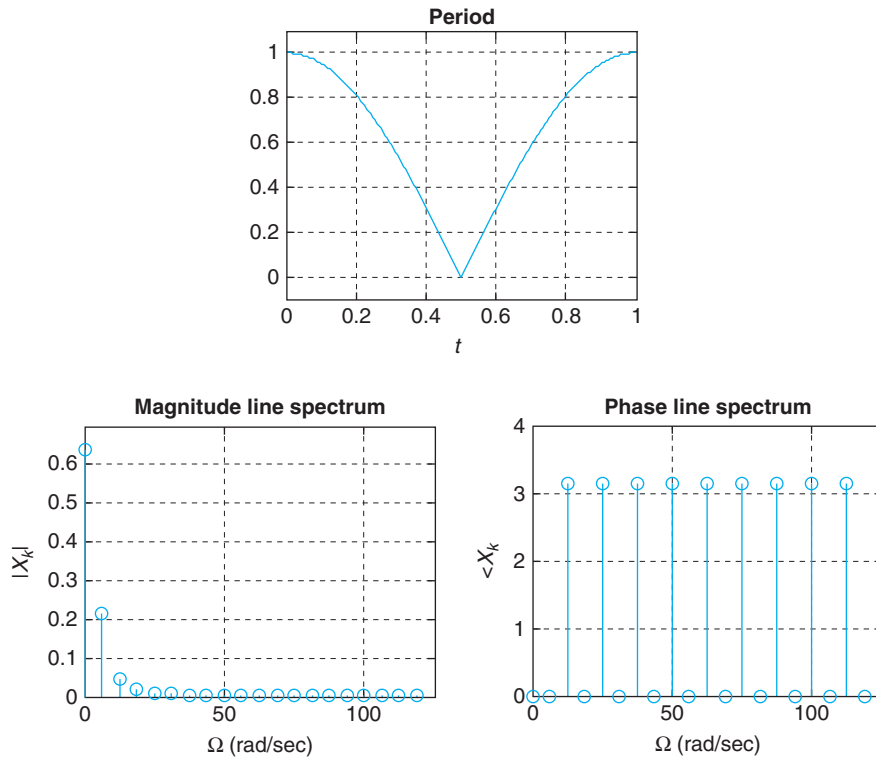 Period
1
0.8
0.6
0.4
0.2
0
0 0.2 0.4 0.6 0.8 1
t
Magnitude line spectrum
|X_k|
0.6
0.5
0.4
0.3
0.2
0.1
0
0 50 100
Ω (rad/sec)
Phase line spectrum
<X_k
4
3
2
1
0
0 50 100
Ω (rad/sec)